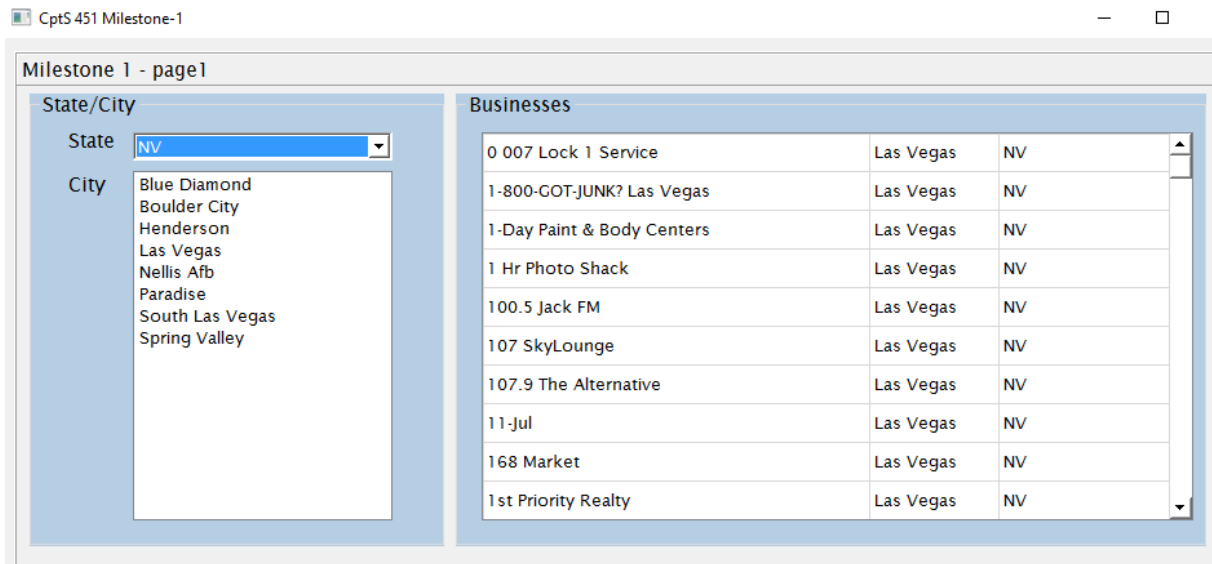 CptS 451 Milestone-1
Milestone 1 - page1
State/City
State NV
City
Blue Diamond
Boulder City
Henderson
Las Vegas
Nellis Afb
Paradise
South Las Vegas
Spring Valley
Businesses
0 007 Lock 1 Service Las Vegas NV
1-800-GOT-JUNK? Las Vegas Las Vegas NV
1-Day Paint & Body Centers Las Vegas NV
1 Hr Photo Shack Las Vegas NV
100.5 Jack FM Las Vegas NV
107 SkyLounge Las Vegas NV
107.9 The Alternative Las Vegas NV
11-Jul Las Vegas NV
168 Market Las Vegas NV
1st Priority Realty Las Vegas NV